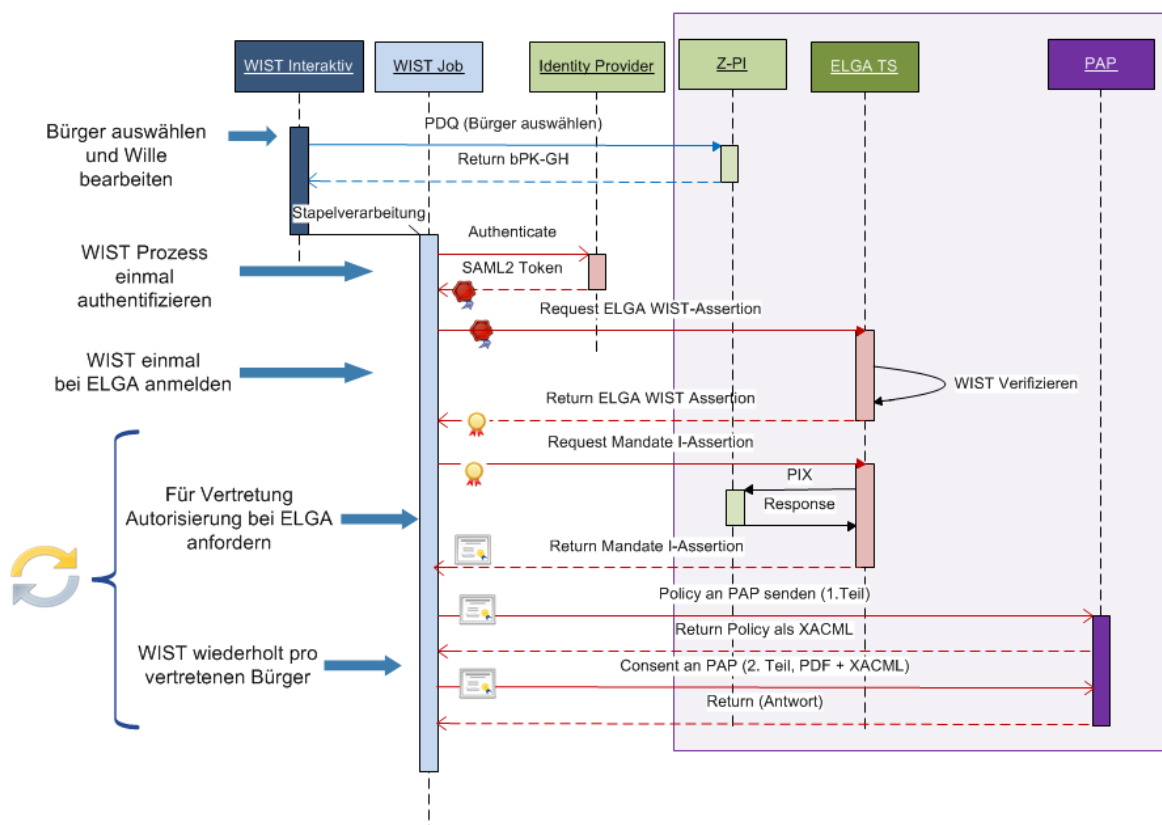 WIST Interaktiv
WIST Job
Identity Provider
Z-PI
ELGA TS
PAP
Bürger auswählen
und Wille
bearbeiten
PDQ (Bürger auswählen)
Return bPK-GH
Stapelverarbeitung
WIST Prozess
einmal
authentifizieren
Authenticate
SAML2 Token
Request ELGA WIST-Assertion
WIST einmal
bei ELGA anmelden
WIST Verifizieren
Return ELGA WIST Assertion
Request Mandate I-Assertion
PIX
Response
Für Vertretung
Autorisierung bei ELGA
anfordern
Return Mandate I-Assertion
Policy an PAP senden (1.Teil)
Return Policy als XACML
WIST wiederholt pro
vertretenen Bürger
Consent an PAP (2. Teil, PDF + XACML)
Return (Antwort)